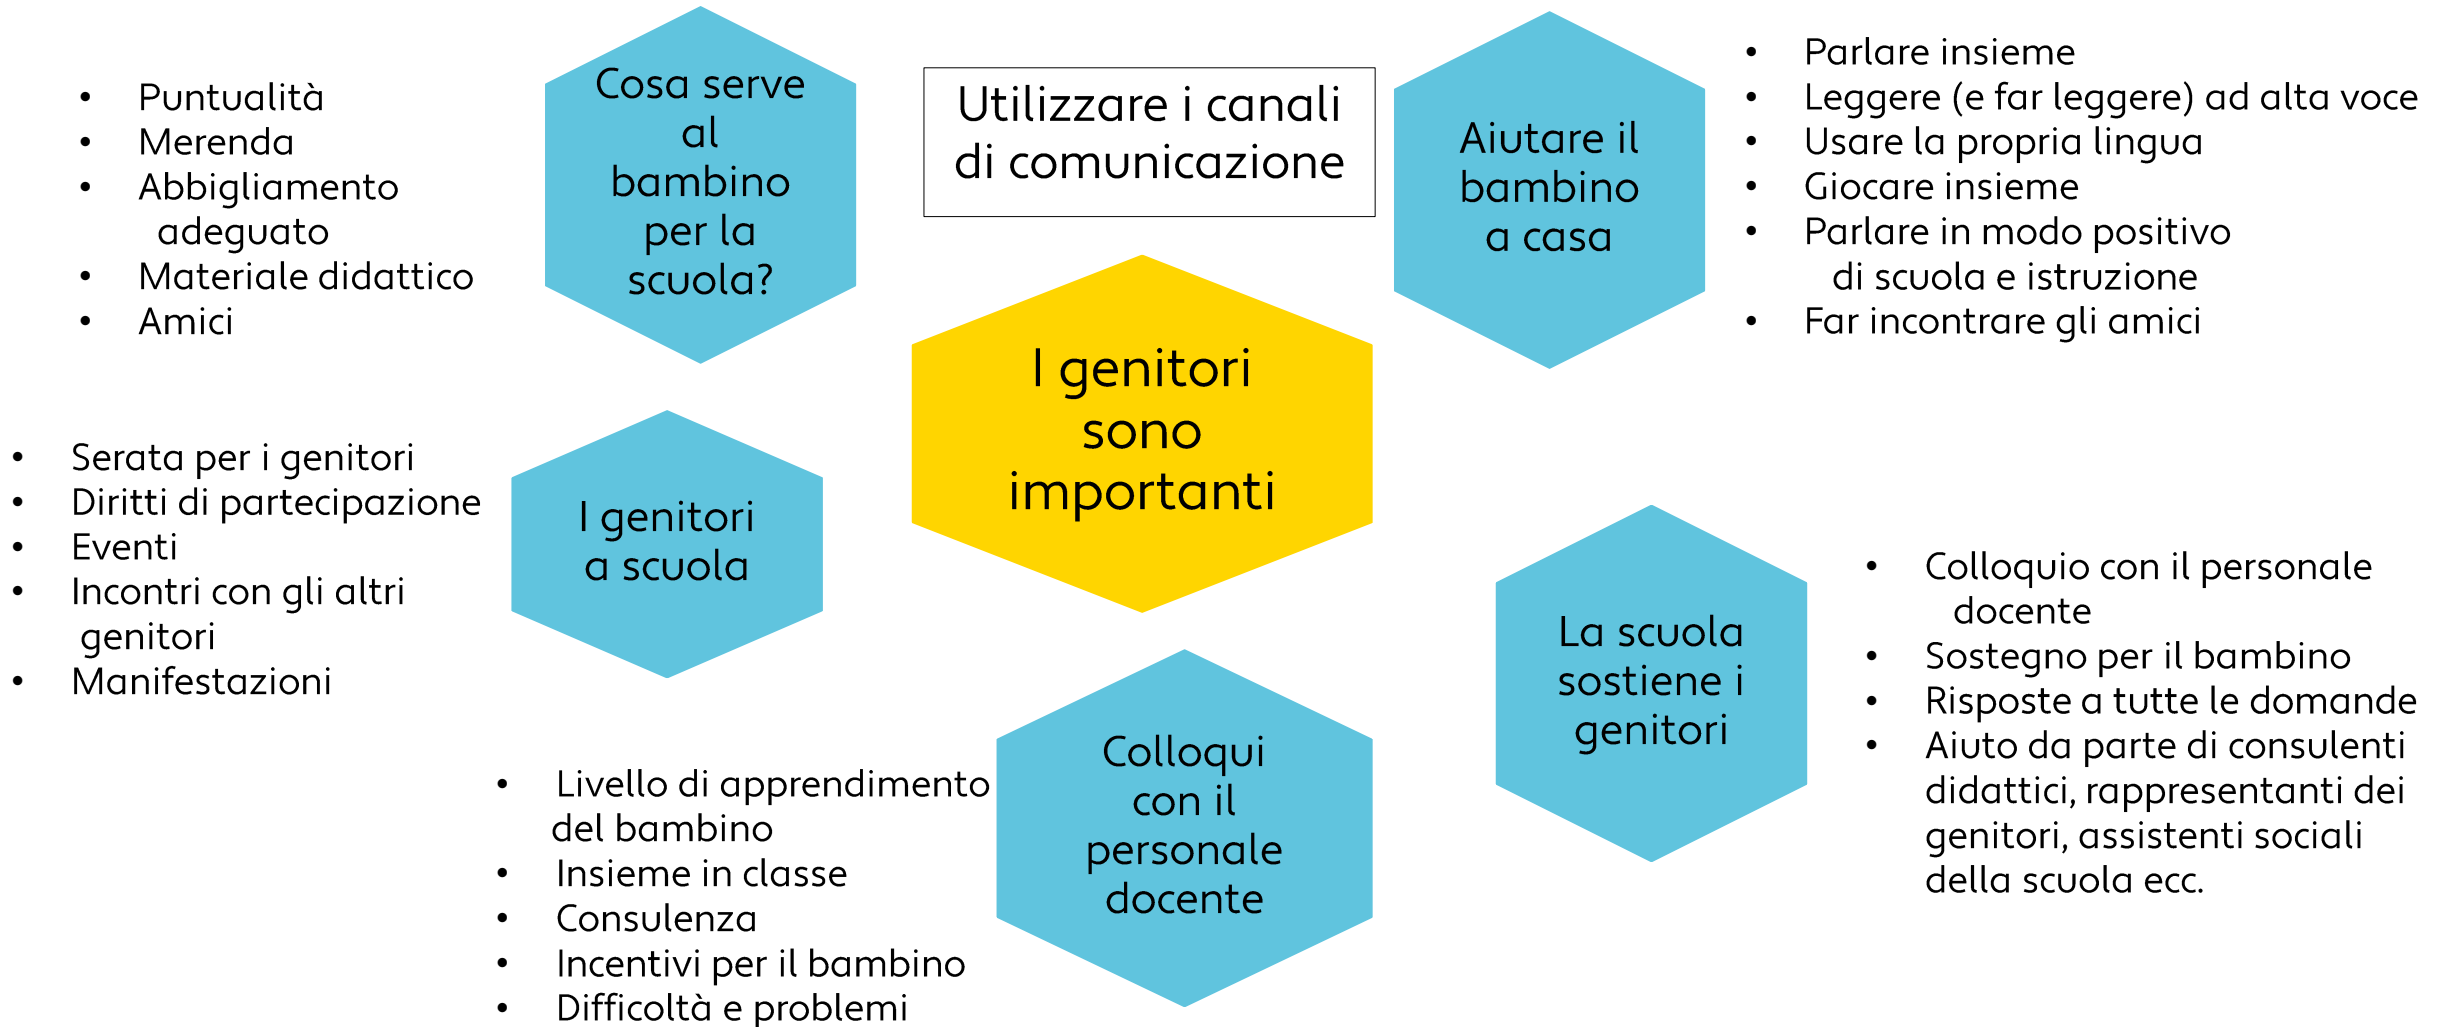 Cosa serve
al
bambino
per la
scuola?
• Puntualità
• Merenda
• Abbigliamento
adeguato
• Materiale didattico
• Amici
Utilizzare i canali
di comunicazione
Aiutare il
bambino
a casa
• Parlare insieme
• Leggere (e far leggere) ad alta voce
• Usare la propria lingua
• Giocare insieme
• Parlare in modo positivo
di scuola e istruzione
• Far incontrare gli amici
I genitori
sono
importanti
I genitori
a scuola
• Serata per i genitori
• Diritti di partecipazione
• Eventi
• Incontri con gli altri
genitori
• Manifestazioni
La scuola
sostiene i
genitori
• Colloquio con il personale
docente
• Sostegno per il bambino
• Risposte a tutte le domande
• Aiuto da parte di consulenti
didattici, rappresentanti dei
genitori, assistenti sociali
della scuola ecc.
Colloqui
con il
personale
docente
• Livello di apprendimento
del bambino
• Insieme in classe
• Consulenza
• Incentivi per il bambino
• Difficoltà e problemi